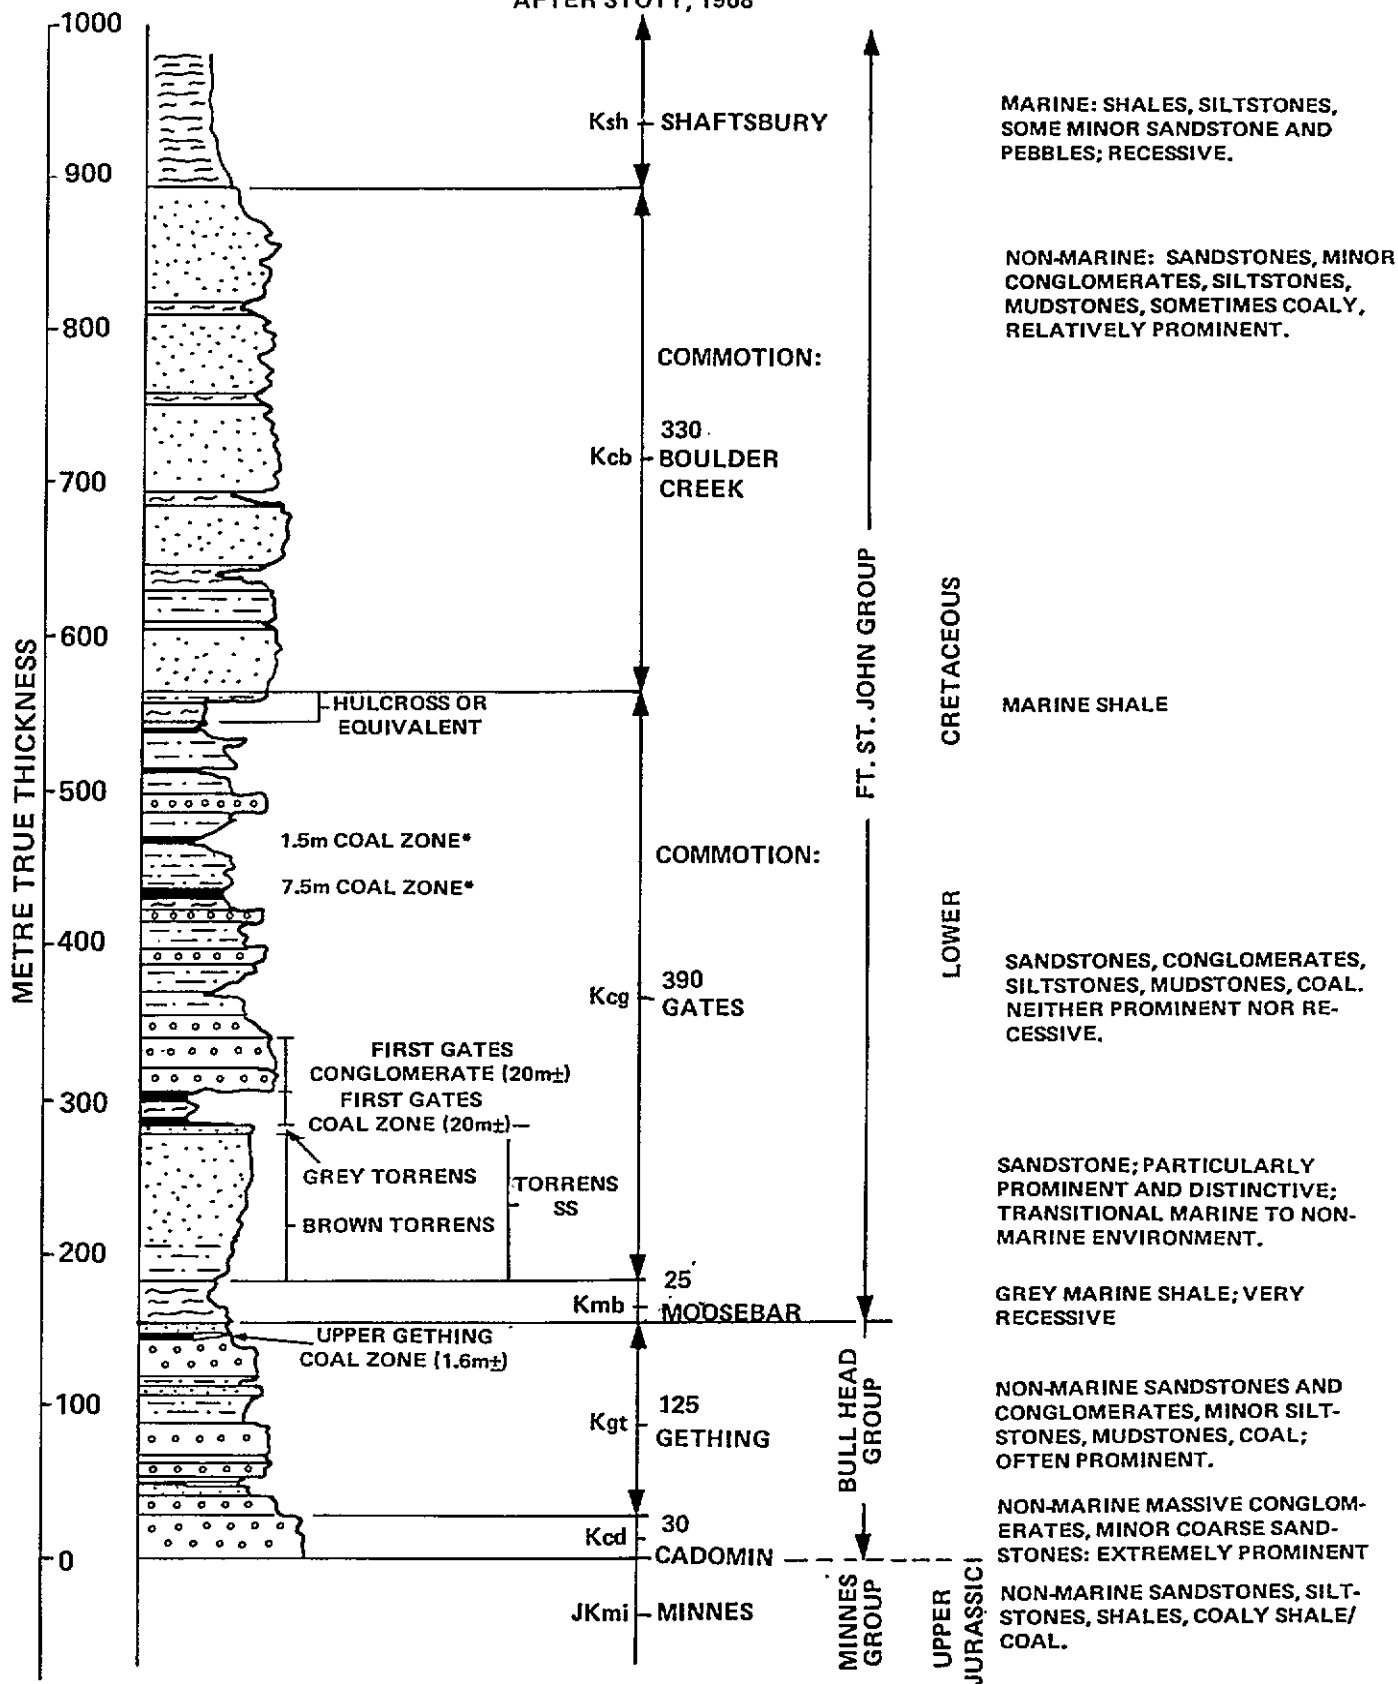 AFTER STOTT, 1968
1000
900
800
700
600
500
400
300
200
100
0
METRE TRUE THICKNESS
Ksh
SHAFTSBURY
COMMOTION:
330
Kcb
BOULDER
CREEK
HULCROSS OR
EQUIVALENT
1.5m COAL ZONE*
7.5m COAL ZONE*
COMMOTION:
390
Kcg
GATES
FIRST GATES
CONGLOMERATE (20m±)
FIRST GATES
COAL ZONE (20m±)
GREY TORRENS
BROWN TORRENS
TORRENS
SS
25
Kmb
MOOSEBAR
UPPER GETHING
COAL ZONE (1.6m±)
125
Kgt
GETHING
30
Kcd
CADOMIN
JKmi
MINNES
FT. ST. JOHN GROUP
BULL HEAD
GROUP
MINNES
GROUP
LOWER CRETACEOUS
UPPER
JURASSIC
MARINE: SHALES, SILTSTONES,
SOME MINOR SANDSTONE AND
PEBBLES; RECESSIVE.
NON-MARINE: SANDSTONES, MINOR
CONGLOMERATES, SILTSTONES,
MUDSTONES, SOMETIMES COALY,
RELATIVELY PROMINENT.
MARINE SHALE
SANDSTONES, CONGLOMERATES,
SILTSTONES, MUDSTONES, COAL.
NEITHER PROMINENT NOR RE-
CESSIVE.
SANDSTONE; PARTICULARLY
PROMINENT AND DISTINCTIVE;
TRANSITIONAL MARINE TO NON-
MARINE ENVIRONMENT.
GREY MARINE SHALE; VERY
RECESSIVE
NON-MARINE SANDSTONES AND
CONGLOMERATES, MINOR SILT-
STONES, MUDSTONES, COAL;
OFTEN PROMINENT.
NON-MARINE MASSIVE CONGLOM-
ERATES, MINOR COARSE SAND-
STONES: EXTREMELY PROMINENT
NON-MARINE SANDSTONES, SILT-
STONES, SHALES, COALY SHALE/
COAL.